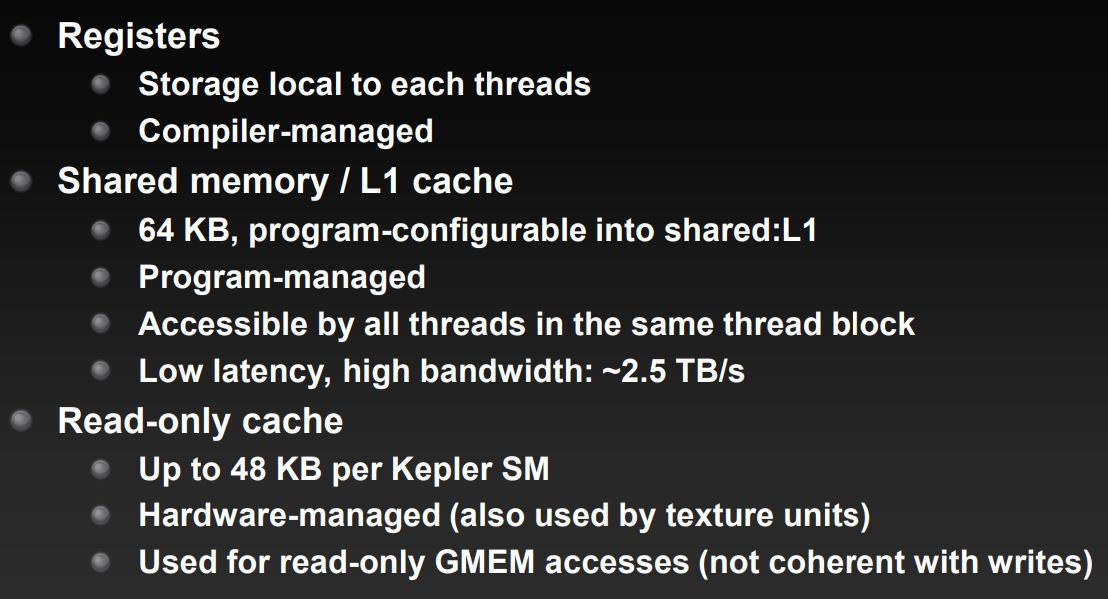 Registers
Storage local to each threads
Compiler-managed
Shared memory / L1 cache
64 KB, program-configurable into shared:L1
Program-managed
Accessible by all threads in the same thread block
Low latency, high bandwidth: ~2.5 TB/s
Read-only cache
Up to 48 KB per Kepler SM
Hardware-managed (also used by texture units)
Used for read-only GMEM accesses (not coherent with writes)